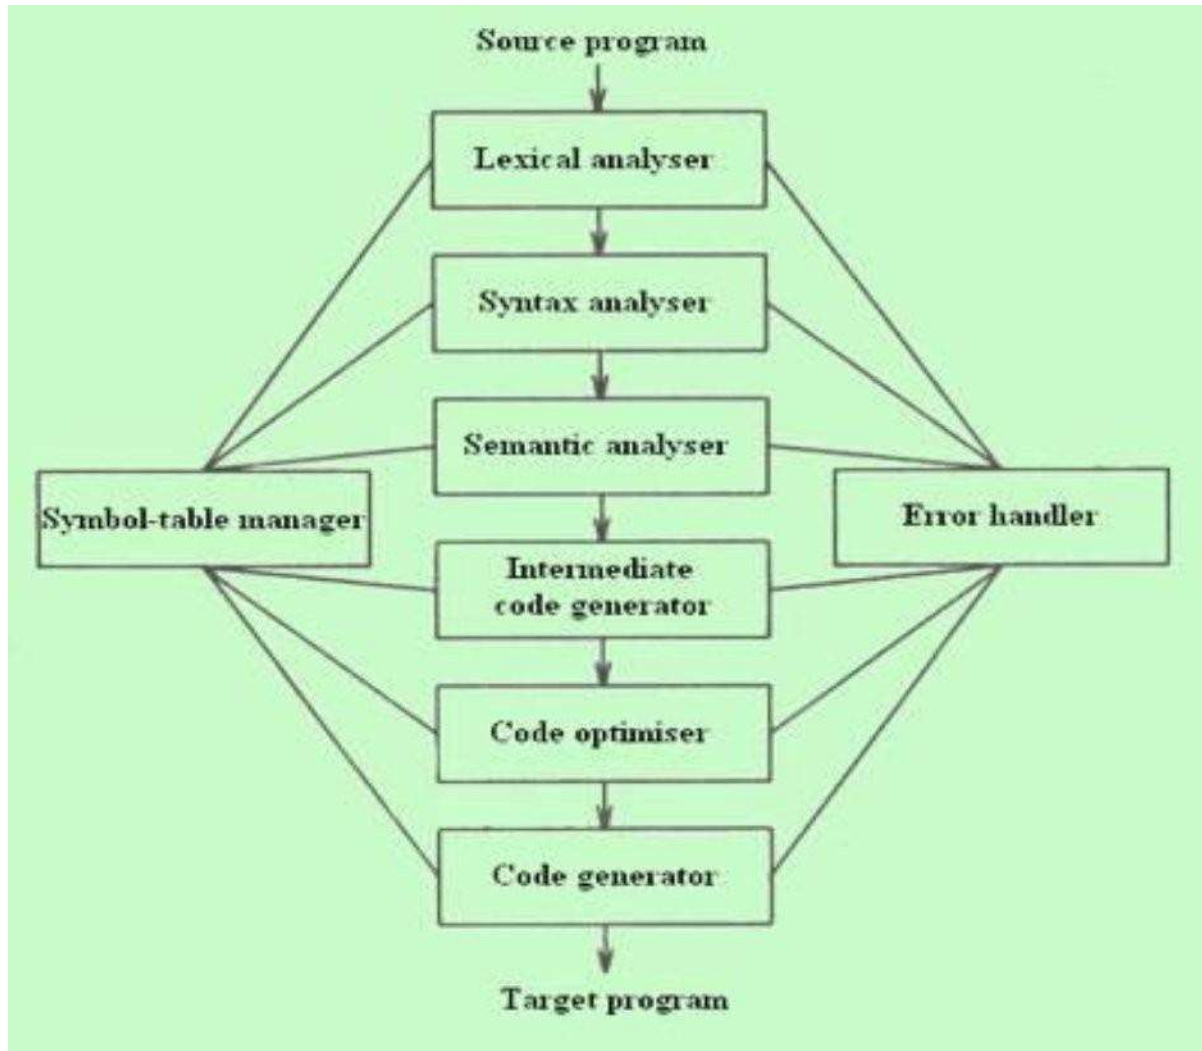 Source program
Lexical analyser
Syntax analyser
Semantic analyser
Symbol-table manager
Error handler
Intermediate
code generator
Code optimiser
Code generator
Target program